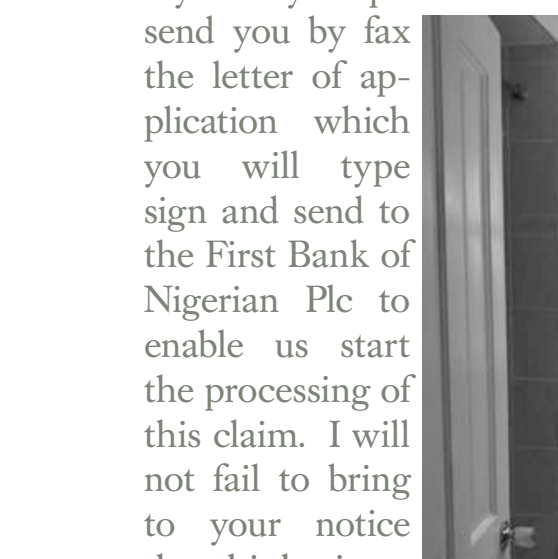 send you by fax
the letter of ap-
plication which
you will type
sign and send to
the First Bank of
Nigerian Plc to
enable us start
the processing of
this claim. I will
not fail to bring
to your notice